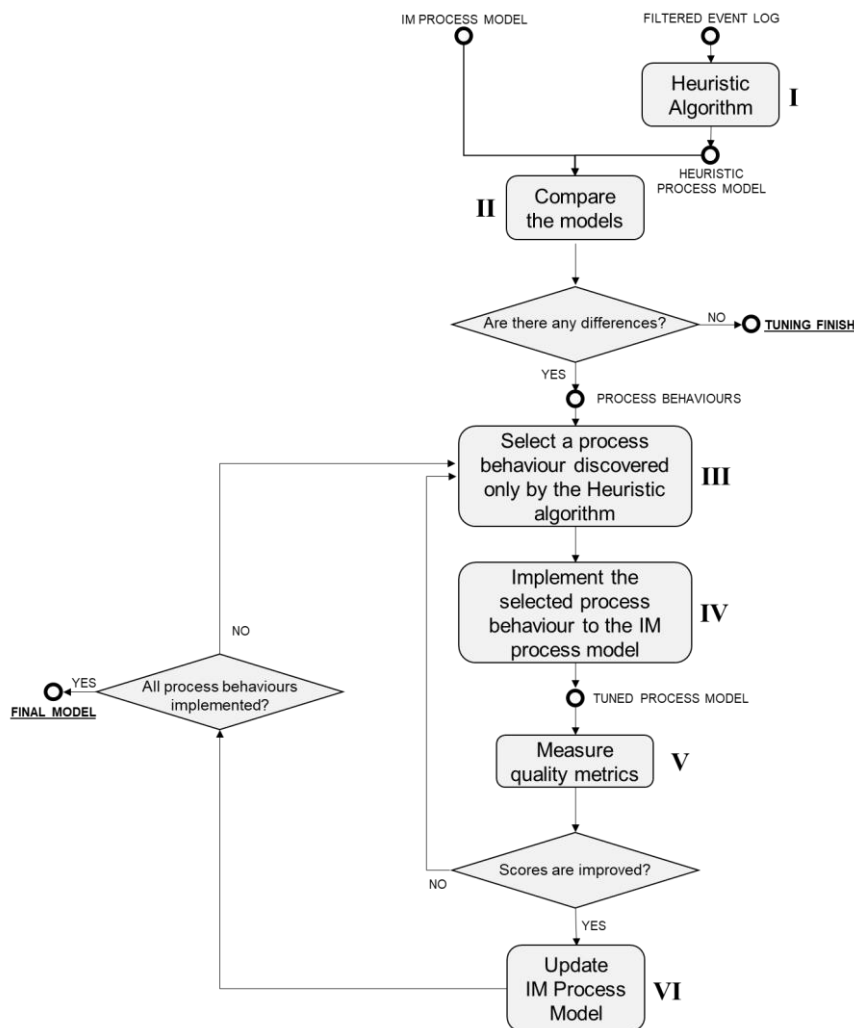 IM PROCESS MODEL
FILTERED EVENT LOG
Heuristic
Algorithm
I
HEURISTIC
PROCESS MODEL
II
Compare
the models
Are there any differences?
NO
TUNING FINISH
YES
PROCESS BEHAVIOURS
Select a process
behaviour discovered
only by the Heuristic
algorithm
III
Implement the
selected process
behaviour to the IM
process model
IV
NO
All process behaviours
implemented?
YES
FINAL MODEL
TUNED PROCESS MODEL
Measure
quality metrics
V
Scores are improved?
NO
YES
Update
IM Process
Model
VI